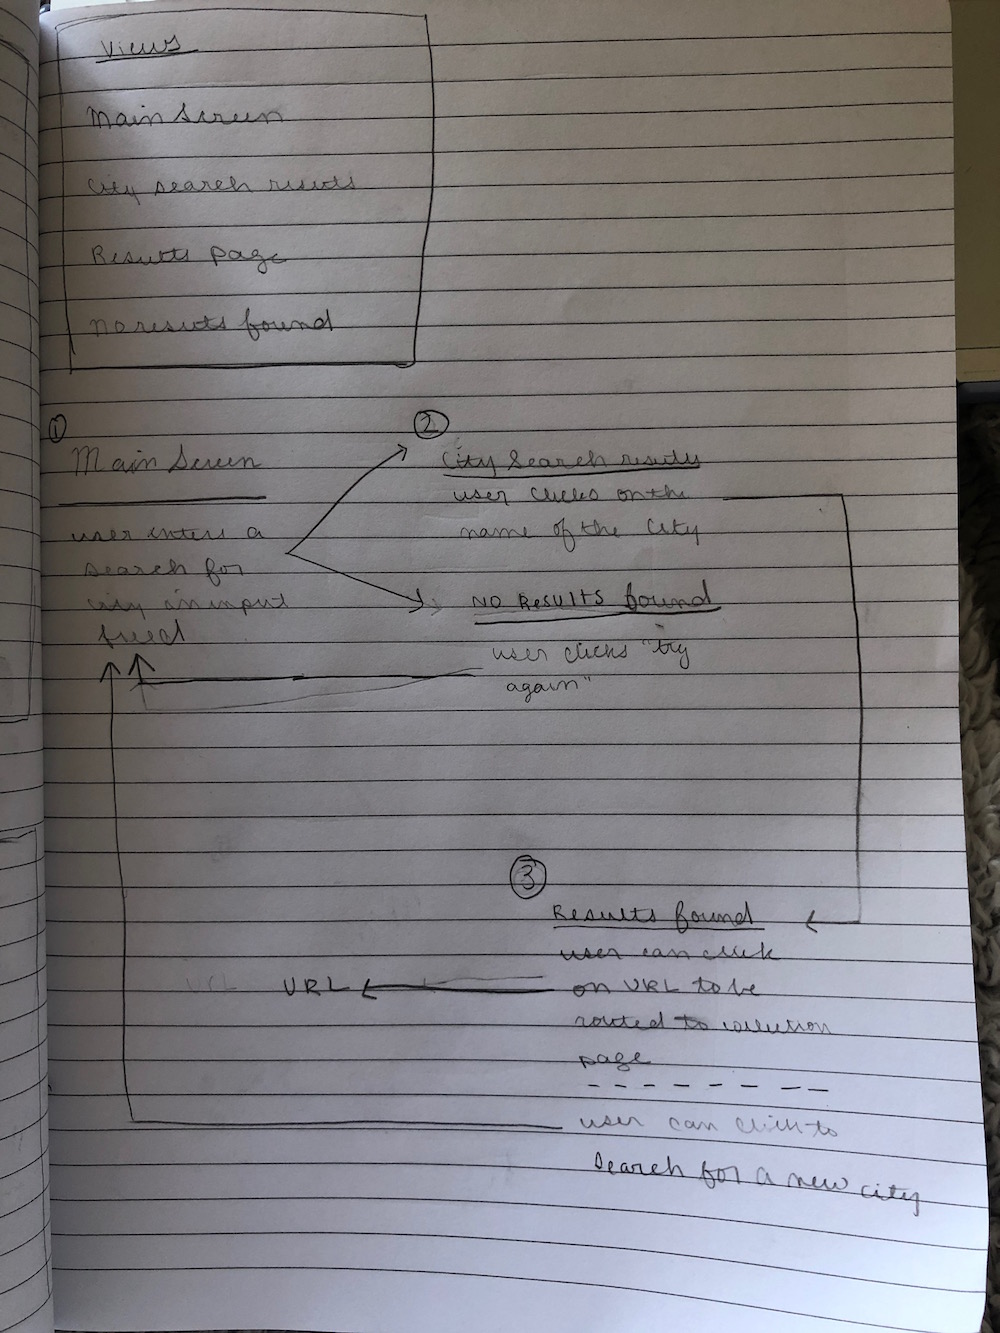 Views
Main Screen
City search results
Results page
No results found
1
Main Screen
user enters a
search for
city in input
2
City Search results
user clicks on the
name of the City
No Results found
user clicks "try
again"
3
Results found
user can click
on URL to be
routed to collection
page
URL
URL
user can click to
Search for a new city